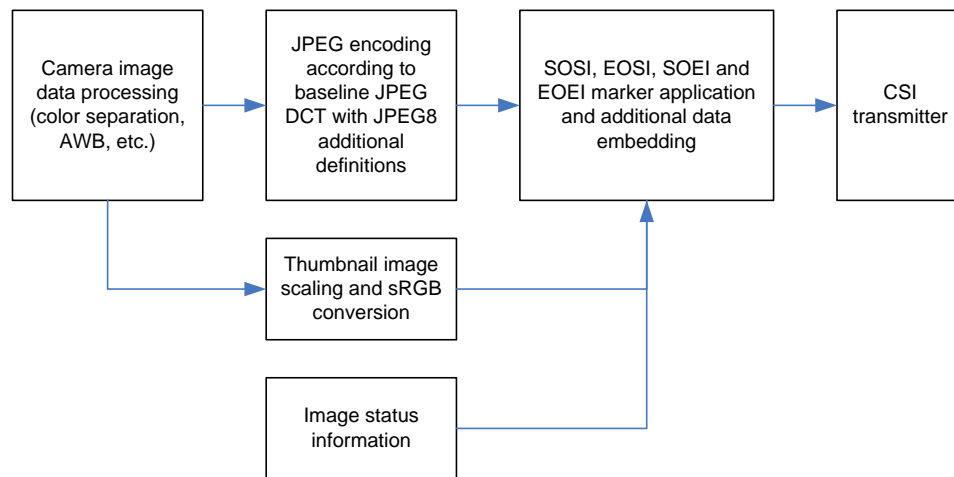 Camera image
data processing
(color separation,
AWB, etc.)
JPEG encoding
according to
baseline JPEG
DCT with JPEG8
additional
definitions
SOSI, EOSI, SOEI and
EOEI marker application
and additional data
embedding
CSI
transmitter
Thumbnail image
scaling and sRGB
conversion
Image status
information